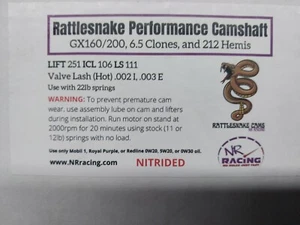 Rattlesnake Performance Camshaft
GX160/200, 6.5 Clones, and 212 Hemis
LIFT 251 ICL 106 LS 111
Valve Lash (Hot) .002 I, .003 E
Use with 22lb springs
WARNING: To prevent premature cam
wear, use assembly lube on cam and lifters
during installation. Run motor on stand at
2000rpm for 20 minutes using stock (11 or
12lb) springs with no load.
Use only Mobil 1, Royal Purple, or Redline 0W20, 5W20, or 0W30 oil.
www.NRracing.com NITRIDED
RATTLESNAKE CAMS
NR
RACING